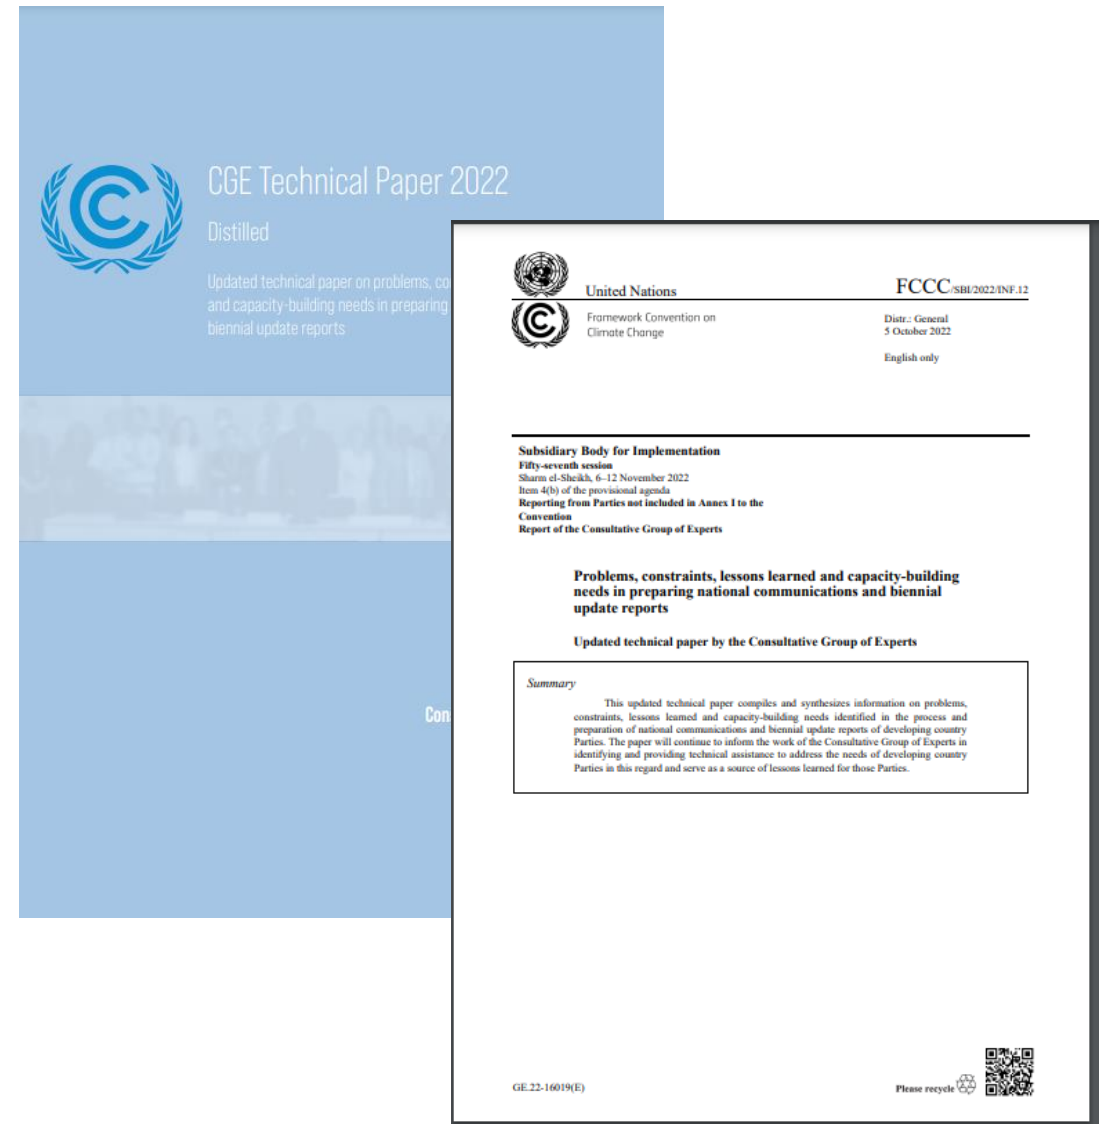 CGE Technical Paper 2022
Distilled
Updated technical paper on problems, co
and capacity-building needs in preparing
biennial update reports
Con
United Nations
FCCC/SBI/2022/INF.12
Framework Convention on
Climate Change
Distr.: General
5 October 2022
English only
Subsidiary Body for Implementation
Fifty-seventh session
Sharm el-Sheikh, 6–12 November 2022
Item 4(b) of the provisional agenda
Reporting from Parties not included in Annex I to the
Convention
Report of the Consultative Group of Experts
Problems, constraints, lessons learned and capacity-building
needs in preparing national communications and biennial
update reports
Updated technical paper by the Consultative Group of Experts
Summary
This updated technical paper compiles and synthesizes information on problems,
constraints, lessons learned and capacity-building needs identified in the process and
preparation of national communications and biennial update reports of developing country
Parties. The paper will continue to inform the work of the Consultative Group of Experts in
identifying and providing technical assistance to address the needs of developing country
Parties in this regard and serve as a source of lessons learned for those Parties.
GE.22-16019(E)
Please recycle